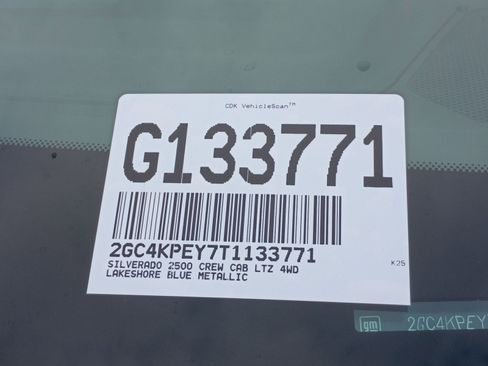 CDK VehicleScan™
G133771
2GC4KPEY7T1133771
SILVERADO 2500 CREW CAB LTZ 4WD
LAKESHORE BLUE METALLIC
K25
gm 2GC4KPEY